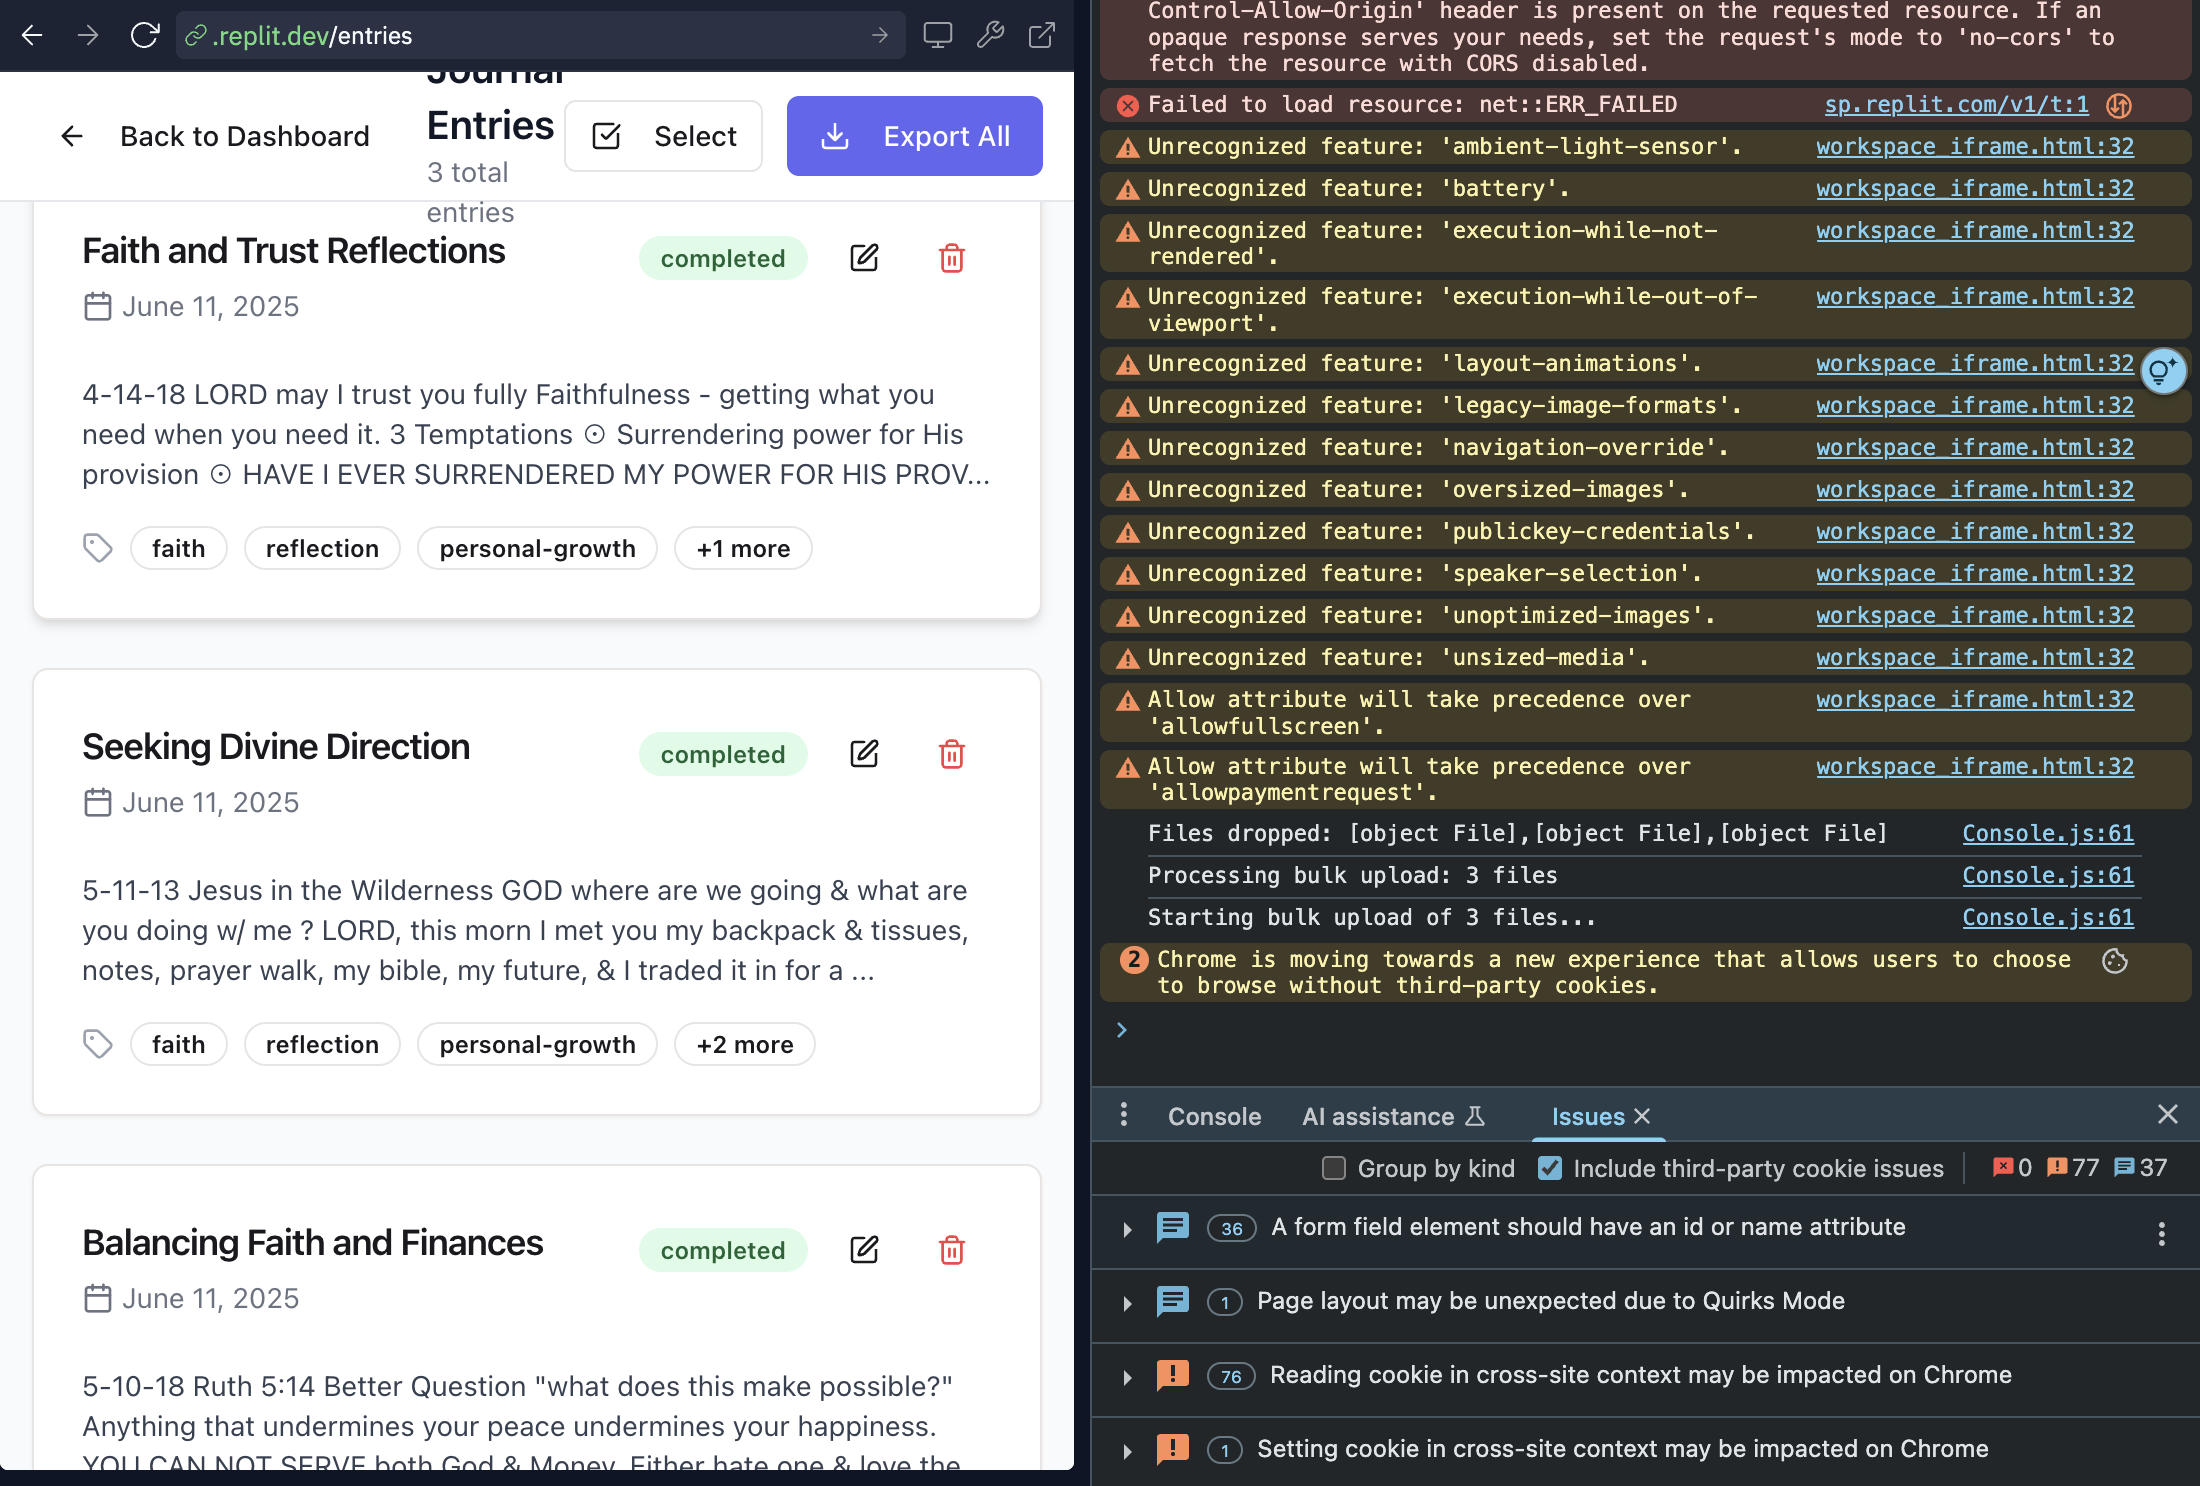 .replit.dev/entries
Journal
Entries
3 total
entries
Back to Dashboard
Select
Export All
Faith and Trust Reflections
completed
June 11, 2025
4-14-18 LORD may I trust you fully Faithfulness - getting what you
need when you need it. 3 Temptations ⊙ Surrendering power for His
provision ⊙ HAVE I EVER SURRENDERED MY POWER FOR HIS PROV...
faith
reflection
personal-growth
+1 more
Seeking Divine Direction
completed
June 11, 2025
5-11-13 Jesus in the Wilderness GOD where are we going & what are
you doing w/ me ? LORD, this morn I met you my backpack & tissues,
notes, prayer walk, my bible, my future, & I traded it in for a ...
faith
reflection
personal-growth
+2 more
Balancing Faith and Finances
completed
June 11, 2025
5-10-18 Ruth 5:14 Better Question "what does this make possible?"
Anything that undermines your peace undermines your happiness.
YOU CAN NOT SERVE both God & Money. Either hate one & love the
Control-Allow-Origin' header is present on the requested resource. If an
opaque response serves your needs, set the request's mode to 'no-cors' to
fetch the resource with CORS disabled.
Failed to load resource: net::ERR_FAILED sp.replit.com/v1/t:1
Unrecognized feature: 'ambient-light-sensor'. workspace_iframe.html:32
Unrecognized feature: 'battery'. workspace_iframe.html:32
Unrecognized feature: 'execution-while-not- workspace_iframe.html:32
rendered'.
Unrecognized feature: 'execution-while-out-of- workspace_iframe.html:32
viewport'.
Unrecognized feature: 'layout-animations'. workspace_iframe.html:32
Unrecognized feature: 'legacy-image-formats'. workspace_iframe.html:32
Unrecognized feature: 'navigation-override'. workspace_iframe.html:32
Unrecognized feature: 'oversized-images'. workspace_iframe.html:32
Unrecognized feature: 'publickey-credentials'. workspace_iframe.html:32
Unrecognized feature: 'speaker-selection'. workspace_iframe.html:32
Unrecognized feature: 'unoptimized-images'. workspace_iframe.html:32
Unrecognized feature: 'unsized-media'. workspace_iframe.html:32
Allow attribute will take precedence over workspace_iframe.html:32
'allowfullscreen'.
Allow attribute will take precedence over workspace_iframe.html:32
'allowpaymentrequest'.
Files dropped: [object File],[object File],[object File] Console.js:61
Processing bulk upload: 3 files Console.js:61
Starting bulk upload of 3 files... Console.js:61
2 Chrome is moving towards a new experience that allows users to choose
to browse without third-party cookies.
Console AI assistance Issues
Group by kind Include third-party cookie issues 0 77 37
36 A form field element should have an id or name attribute
1 Page layout may be unexpected due to Quirks Mode
76 Reading cookie in cross-site context may be impacted on Chrome
1 Setting cookie in cross-site context may be impacted on Chrome